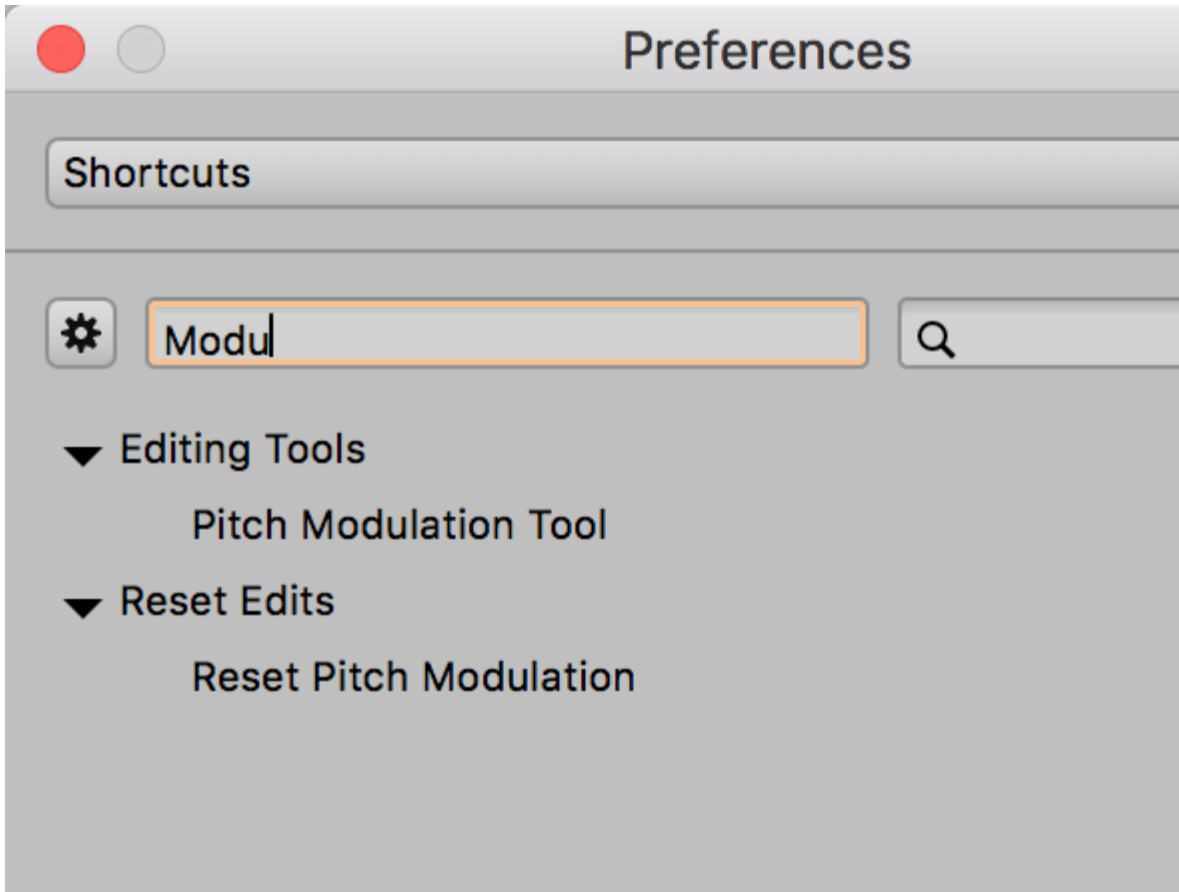 Preferences
Shortcuts
Modu
Editing Tools
Pitch Modulation Tool
Reset Edits
Reset Pitch Modulation